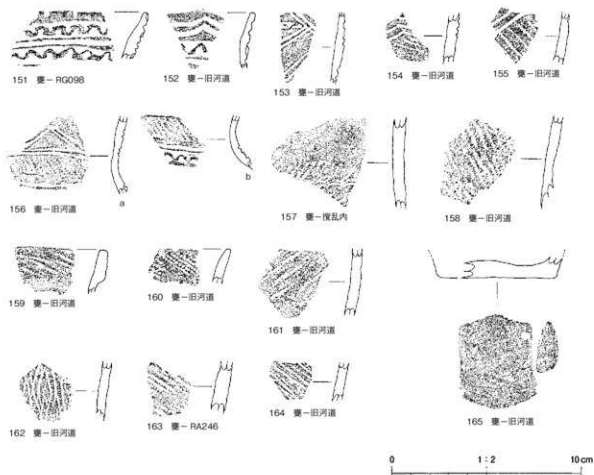 151 甕－RG098
152 甕－旧河道
153 甕－旧河道
154 甕－旧河道
155 甕－旧河道
a
b
156 壷－旧河道
157 甕－撹乱内
158 甕－旧河道
159 甕－旧河道
160 甕－旧河道
161 甕－旧河道
162 甕－旧河道
163 甕－RA246
164 甕－旧河道
165 甕－旧河道
0 1:2 10cm